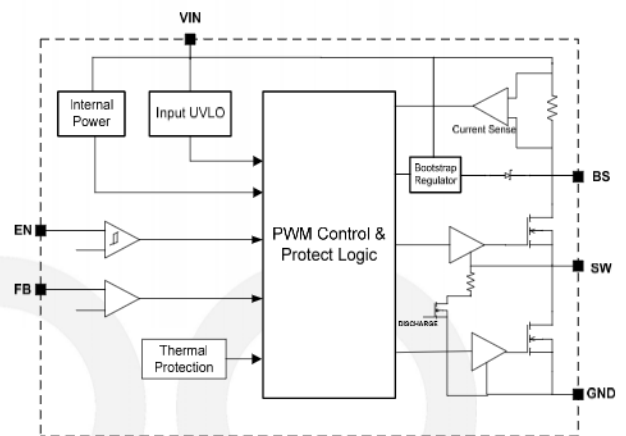 VIN
Internal
Power
Input UVLO
Current Sense
Bootstrap
Regulator
BS
EN
PWM Control &
Protect Logic
SW
FB
DISCHARGE
Thermal
Protection
GND